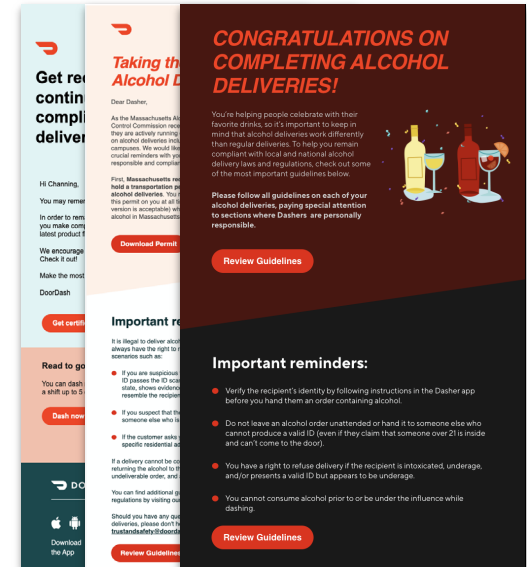 Get rec
contin
compli
deliver
Hi Channing,
You may remer
In order to rem
you make comp
latest product f
We encourage
Check it out!
Make the most
DoorDash
Get certifi
Read to go
You can dash
a shift up to 5
Dash now
DO
Download
the App
Taking th
Alcohol D
Dear Dasher,
As the Massachusetts Al
Control Commission rece
they are actively running
on alcohol deliveries incl
campuses. We would like
crucial reminders with yo
responsible and complian
First, Massachusetts re
hold a transportation pe
alcohol deliveries. You
this permit on you at all ti
version is acceptable) wh
alcohol in Massachusetts
Download Permit
Important re
It is illegal to deliver alcoh
always have the right to r
scenarios such as:
If you are suspicious
ID passes the ID scan
state, shows evidenc
resemble the recipien
If you suspect that the
someone else who is
If the customer asks y
specific residential ad
If a delivery cannot be co
returning the alcohol to th
undeliverable order, and
You can find additional gu
regulations by visiting our
Should you have any que
deliveries, please don't he
trustandsafety@doorda
Review Guidelines
CONGRATULATIONS ON
COMPLETING ALCOHOL
DELIVERIES!
You're helping people celebrate with their
favorite drinks, so it's important to keep in
mind that alcohol deliveries work differently
than regular deliveries. To help you remain
compliant with local and national alcohol
delivery laws and regulations, check out some
of the most important guidelines below.
Please follow all guidelines on each of your
alcohol deliveries, paying special attention
to sections where Dashers are personally
responsible.
Review Guidelines
Important reminders:
Verify the recipient's identity by following instructions in the Dasher app
before you hand them an order containing alcohol.
Do not leave an alcohol order unattended or hand it to someone else who
cannot produce a valid ID (even if they claim that someone over 21 is inside
and can't come to the door).
You have a right to refuse delivery if the recipient is intoxicated, underage,
and/or presents a valid ID but appears to be underage.
You cannot consume alcohol prior to or be under the influence while
dashing.
Review Guidelines